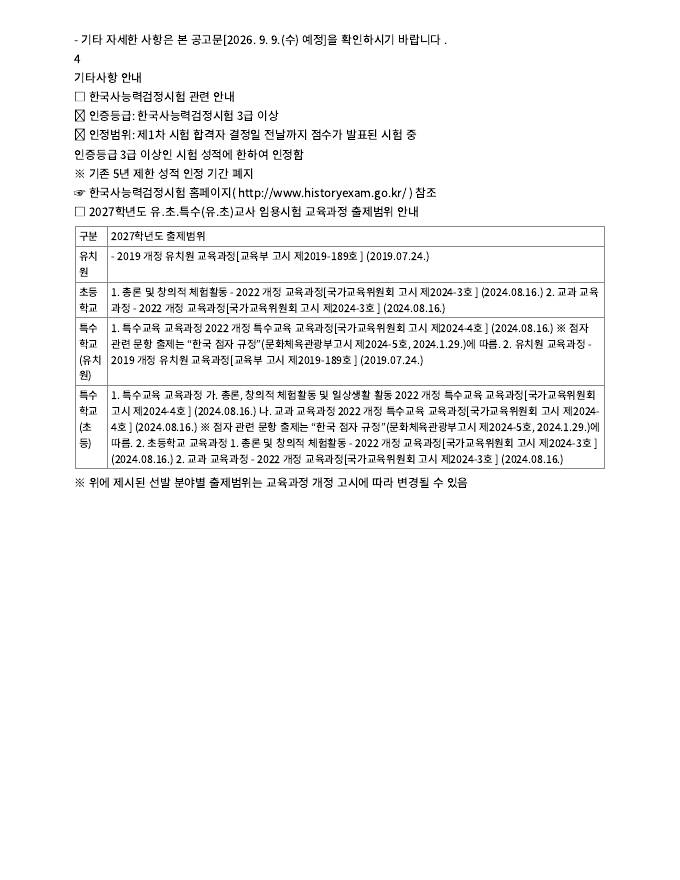 - 기타 자세한 사항은 본 공고문[2026. 9. 9.(수) 예정]을 확인하시기 바랍니다 .
4
기타사항 안내
□ 한국사능력검정시험 관련 안내
☒ 인증등급: 한국사능력검정시험 3급 이상
☒ 인정범위: 제1차 시험 합격자 결정일 전날까지 점수가 발표된 시험 중
인증등급 3급 이상인 시험 성적에 한하여 인정함
※ 기존 5년 제한 성적 인정 기간 폐지
☞ 한국사능력검정시험 홈페이지( http://www.historyexam.go.kr/ ) 참조
□ 2027학년도 유.초.특수(유.초)교사 임용시험 교육과정 출제범위 안내
구분 2027학년도 출제범위
유치 - 2019 개정 유치원 교육과정[교육부 고시 제2019-189호 ] (2019.07.24.)
원
초등 1. 총론 및 창의적 체험활동 - 2022 개정 교육과정[국가교육위원회 고시 제2024-3호 ] (2024.08.16.) 2. 교과 교육
학교 과정 - 2022 개정 교육과정[국가교육위원회 고시 제2024-3호 ] (2024.08.16.)
특수 1. 특수교육 교육과정 2022 개정 특수교육 교육과정[국가교육위원회 고시 제2024-4호 ] (2024.08.16.) ※ 점자
학교 관련 문항 출제는 “한국 점자 규정”(문화체육관광부고시 제2024-5호, 2024.1.29.)에 따름. 2. 유치원 교육과정 -
(유치 2019 개정 유치원 교육과정[교육부 고시 제2019-189호 ] (2019.07.24.)
원)
특수 1. 특수교육 교육과정 가. 총론, 창의적 체험활동 및 일상생활 활동 2022 개정 특수교육 교육과정[국가교육위원회
학교 고시 제2024-4호 ] (2024.08.16.) 나. 교과 교육과정 2022 개정 특수교육 교육과정[국가교육위원회 고시 제2024-
(초 4호 ] (2024.08.16.) ※ 점자 관련 문항 출제는 “한국 점자 규정”(문화체육관광부고시 제2024-5호, 2024.1.29.)에
등) 따름. 2. 초등학교 교육과정 1. 총론 및 창의적 체험활동 - 2022 개정 교육과정[국가교육위원회 고시 제2024-3호 ]
(2024.08.16.) 2. 교과 교육과정 - 2022 개정 교육과정[국가교육위원회 고시 제2024-3호 ] (2024.08.16.)
※ 위에 제시된 선발 분야별 출제범위는 교육과정 개정 고시에 따라 변경될 수 있음